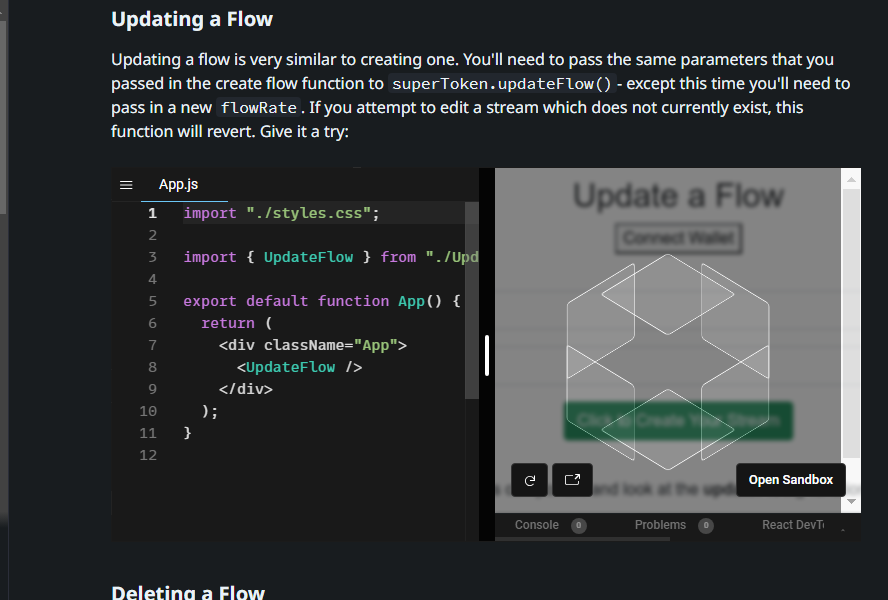 Updating a Flow
Updating a flow is very similar to creating one. You'll need to pass the same parameters that you
passed in the create flow function to superToken.updateFlow() - except this time you'll need to
pass in a new flowRate. If you attempt to edit a stream which does not currently exist, this
function will revert. Give it a try:
App.js
1 import "./styles.css";
2
3 import { UpdateFlow } from "./Upd
4
5 export default function App() {
6 return (
7 <div className="App">
8 <UpdateFlow />
9 </div>
10 );
11 }
12
Update a Flow
Connect Wallet
Click to Create Your Stream
and look at the
Open Sandbox
Console 0 Problems 0 React DevTo
Deleting a Flow